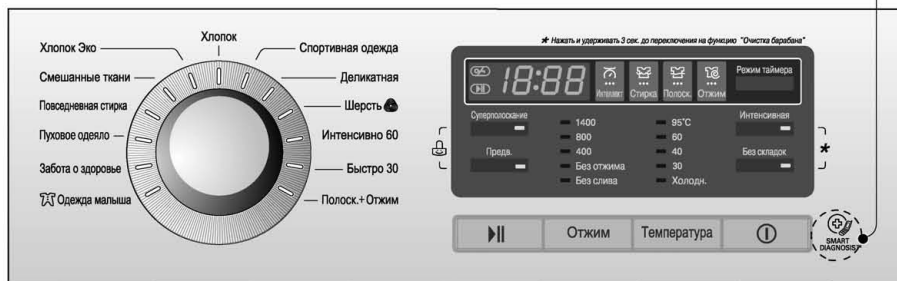 * Нажать и удерживать 3 сек. до переключения на функцию "Очистка барабана"
Хлопок
Хлопок Эко
Спортивная одежда
Смешанные ткани
Деликатная
Повседневная стирка
Шерсть
Пуховое одеяло
Интенсивно 60
Забота о здоровье
Быстро 30
Одежда малыша
Полоск.+Отжим
18:88
Интеллект.
Стирка
Полоск.
Отжим
Режим таймера
Суперполоскание
Предв.
1400
800
400
Без отжима
Без слива
95°C
60
40
30
Холодн.
Интенсивная
Без складок
*
Отжим
Температура
SMART
DIAGNOSIS